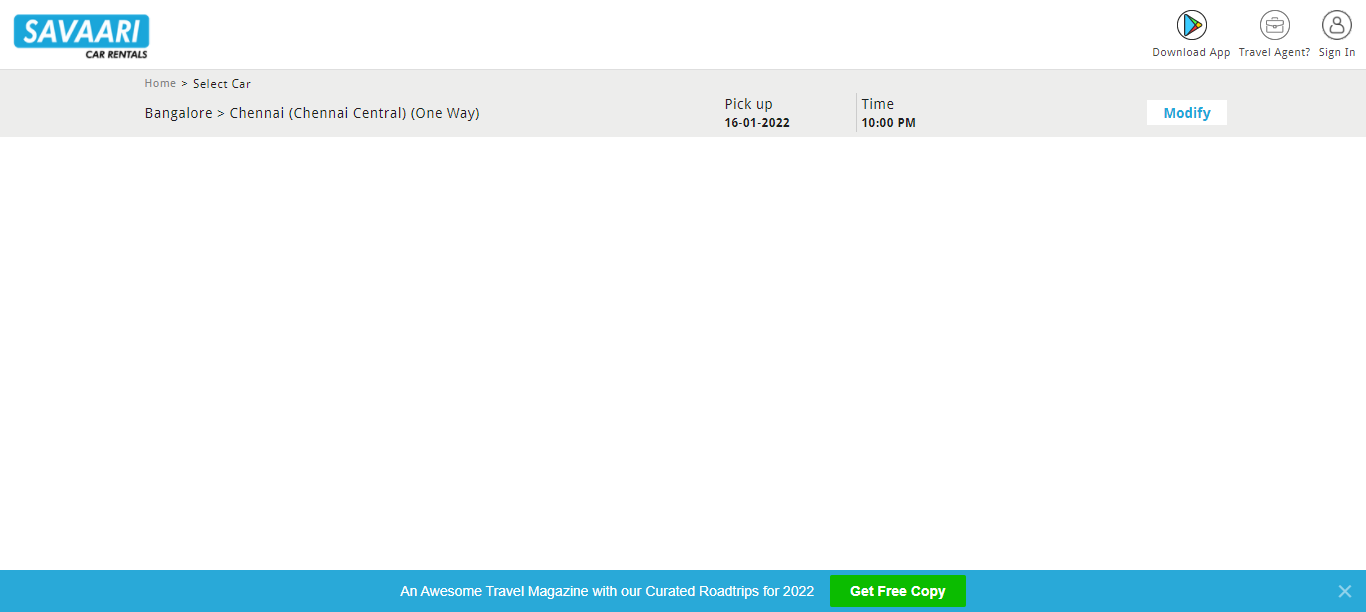 SAVAARI
CAR RENTALS
Download App Travel Agent? Sign In
Home > Select Car
Bangalore > Chennai (Chennai Central) (One Way)
Pick up
16-01-2022
Time
10:00 PM
Modify
An Awesome Travel Magazine with our Curated Roadtrips for 2022
Get Free Copy